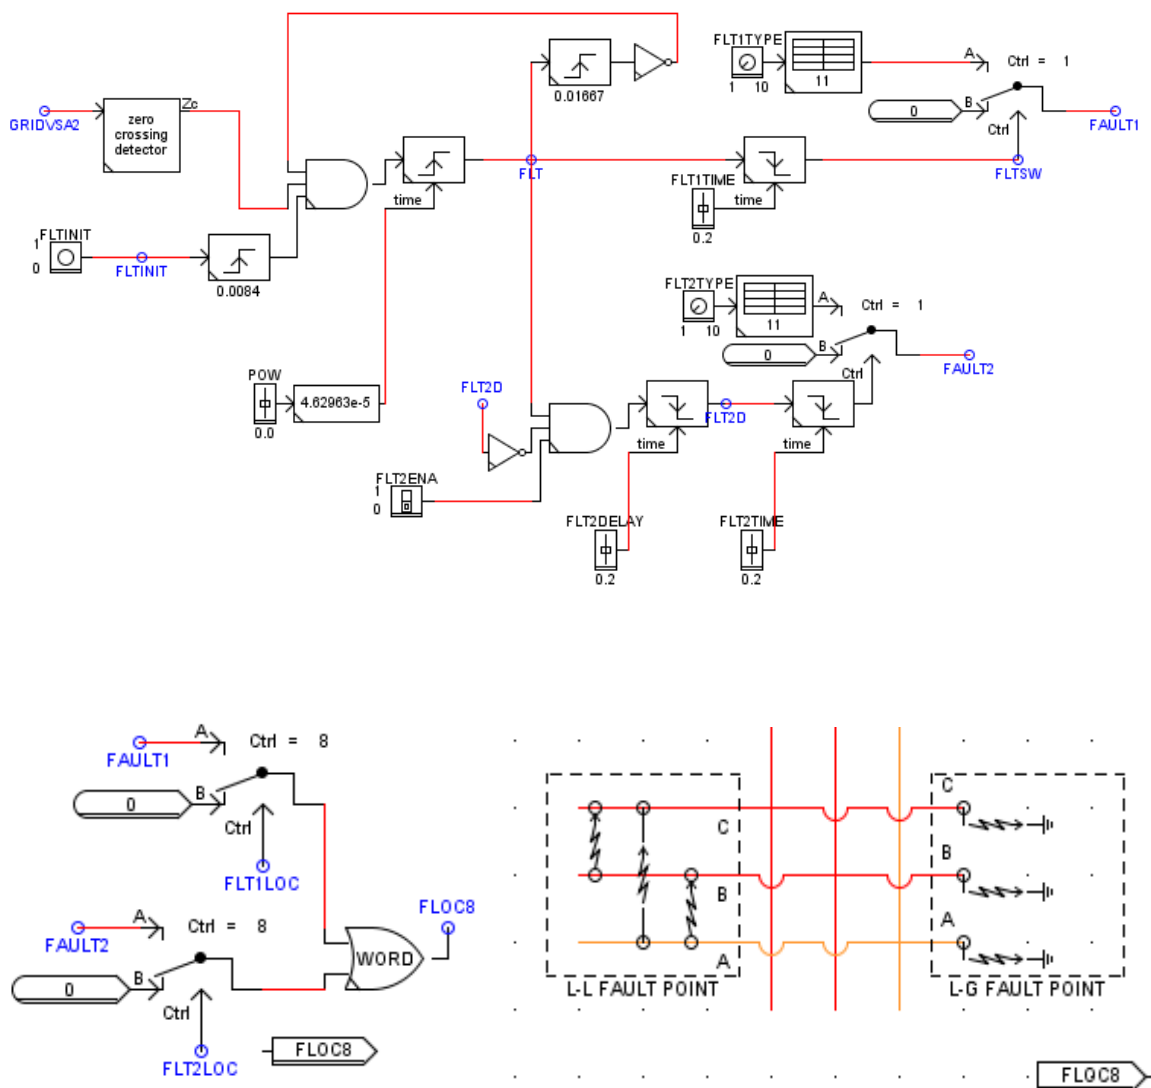 FLT1TYPE
1 10
11
A
Ctrl = 1
B
0
Ctrl
FAULT1
0.01667
GRIDVSA2
zero
crossing
detector
Zc
time
FLT
FLT1TIME
time
0.2
FLTSW
FLTINIT
1
0
FLTINIT
0.0084
FLT2TYPE
1 10
11
A
Ctrl = 1
B
0
Ctrl
FAULT2
POW
0.0
4.62963e-5
FLT2D
FLT2D
time
time
FLT2ENA
1
0
FLT2DELAY
0.2
FLT2TIME
0.2
FAULT1
A
Ctrl = 8
B
0
Ctrl
FLT1LOC
FAULT2
A
Ctrl = 8
B
0
Ctrl
FLT2LOC
WORD
FLOC8
FLOC8
C
B
A
L-L FAULT POINT
C
B
A
L-G FAULT POINT
FLOC8